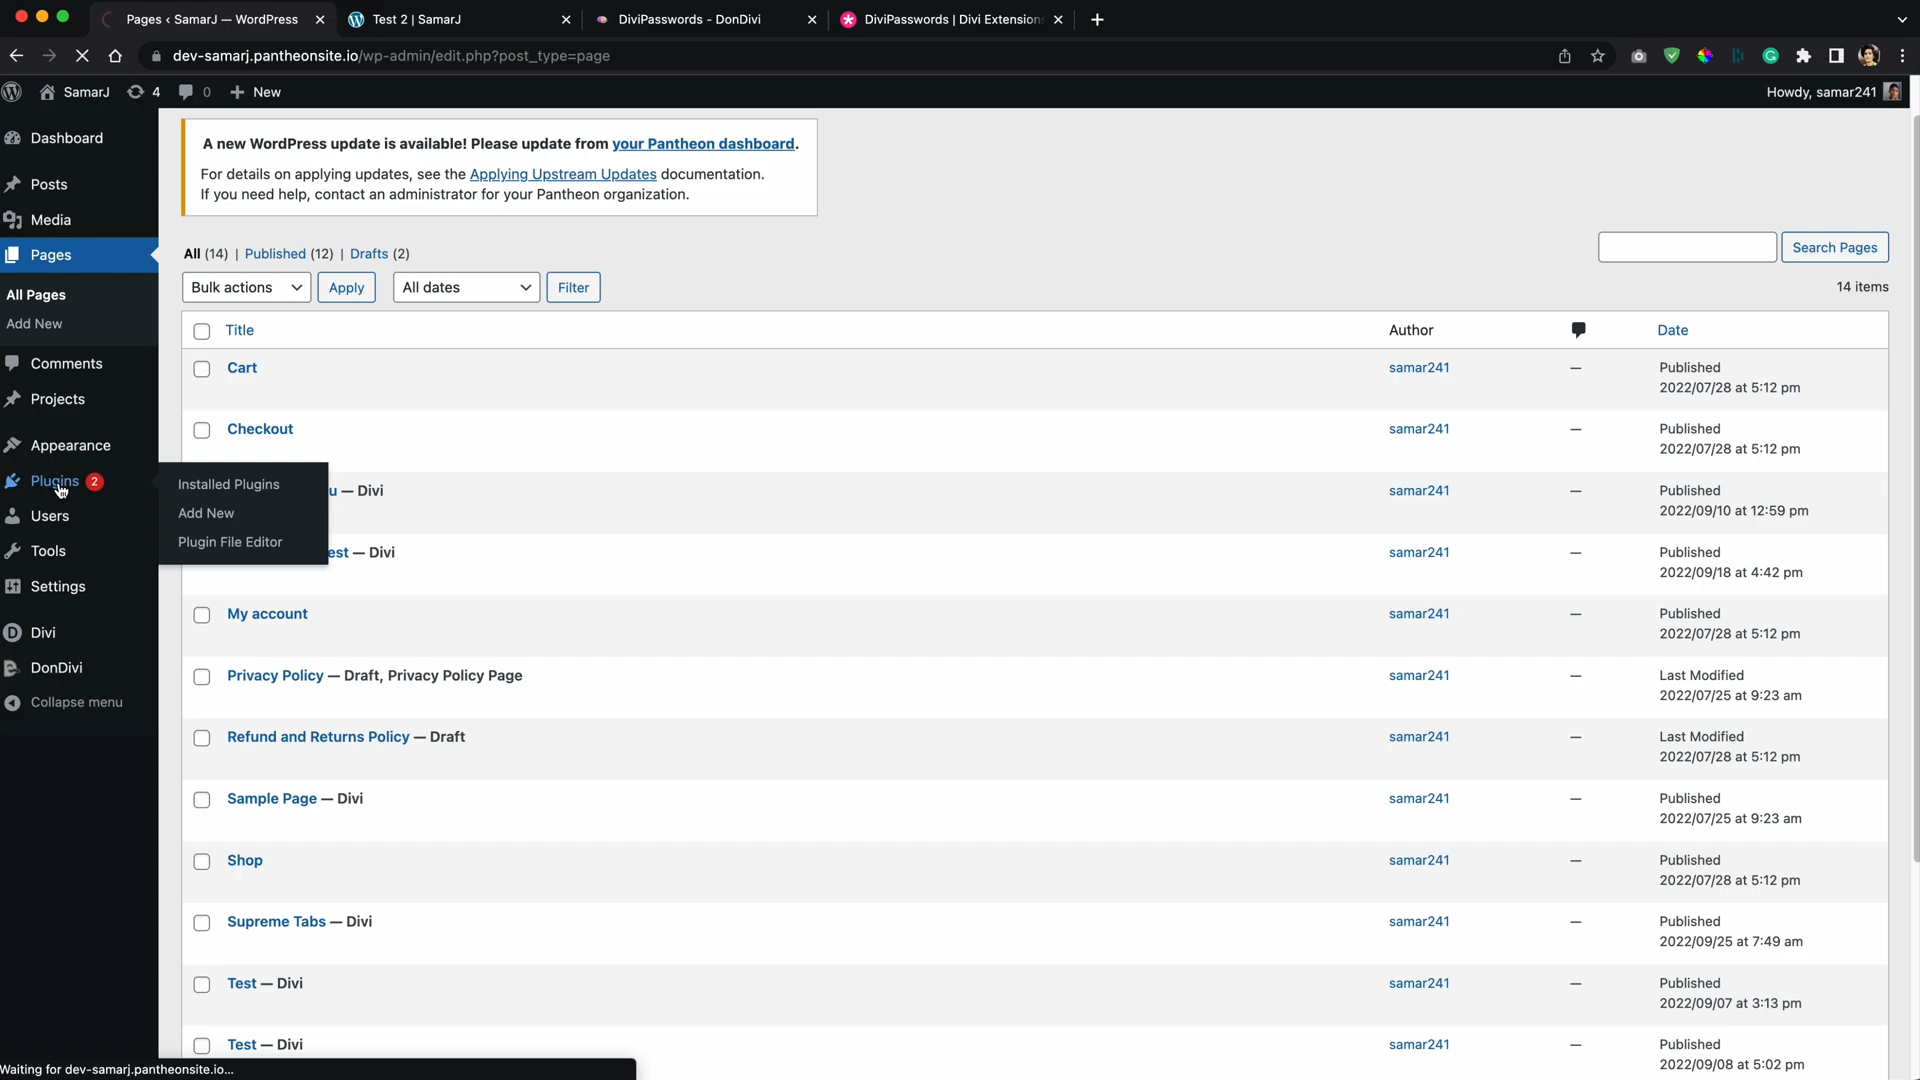 Pages ‹ SamarJ — WordPress
Test 2 | SamarJ
DiviPasswords - DonDivi
DiviPasswords | Divi Extension
dev-samarj.pantheonsite.io/wp-admin/edit.php?post_type=page
SamarJ
4
0
New
Howdy, samar241
Dashboard
Posts
Media
Pages
All Pages
Add New
Comments
Projects
Appearance
Plugins 2
Users
Tools
Settings
Divi
DonDivi
Collapse menu
Installed Plugins
Add New
Plugin File Editor
A new WordPress update is available! Please update from your Pantheon dashboard.
For details on applying updates, see the Applying Upstream Updates documentation.
If you need help, contact an administrator for your Pantheon organization.
All (14) | Published (12) | Drafts (2)
Search Pages
Bulk actions
Apply
All dates
Filter
14 items
Title
Author
Date
Cart
samar241
—
Published
2022/07/28 at 5:12 pm
Checkout
samar241
—
Published
2022/07/28 at 5:12 pm
u — Divi
samar241
—
Published
2022/09/10 at 12:59 pm
est — Divi
samar241
—
Published
2022/09/18 at 4:42 pm
My account
samar241
—
Published
2022/07/28 at 5:12 pm
Privacy Policy — Draft, Privacy Policy Page
samar241
—
Last Modified
2022/07/25 at 9:23 am
Refund and Returns Policy — Draft
samar241
—
Last Modified
2022/07/28 at 5:12 pm
Sample Page — Divi
samar241
—
Published
2022/07/25 at 9:23 am
Shop
samar241
—
Published
2022/07/28 at 5:12 pm
Supreme Tabs — Divi
samar241
—
Published
2022/09/25 at 7:49 am
Test — Divi
samar241
—
Published
2022/09/07 at 3:13 pm
Test — Divi
samar241
—
Published
2022/09/08 at 5:02 pm
Waiting for dev-samarj.pantheonsite.io...